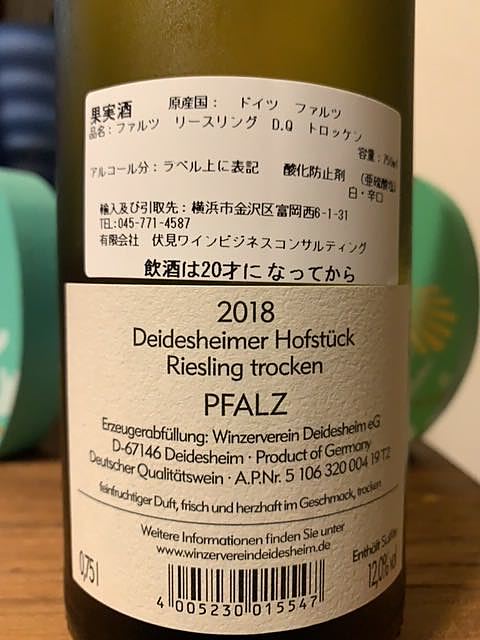 果実酒 原産国: ドイツ ファルツ
品名:ファルツ リースリング D.Q トロッケン
容量:750ml
アルコール分:ラベル上に表記 酸化防止剤 (亜硫酸塩)
白・辛口
輸入及び引取先:横浜市金沢区富岡西6-1-31
TEL:045-771-4587
有限会社 伏見ワインビジネスコンサルティング
飲酒は20才になってから
2018
Deidesheimer Hofstück
Riesling trocken
PFALZ
Erzeugerabfüllung: Winzerverein Deidesheim eG
D-67146 Deidesheim · Product of Germany
Deutscher Qualitätswein · A.P.Nr. 5 106 320 004 19 T2
feinfruchtiger Duft, frisch und herzhaft im Geschmack, trocken
Weitere Informationen finden Sie unter
www.winzervereindeidesheim.de
0,75 l
Enthält Sulfite
12,0% vol
4 005230 015547